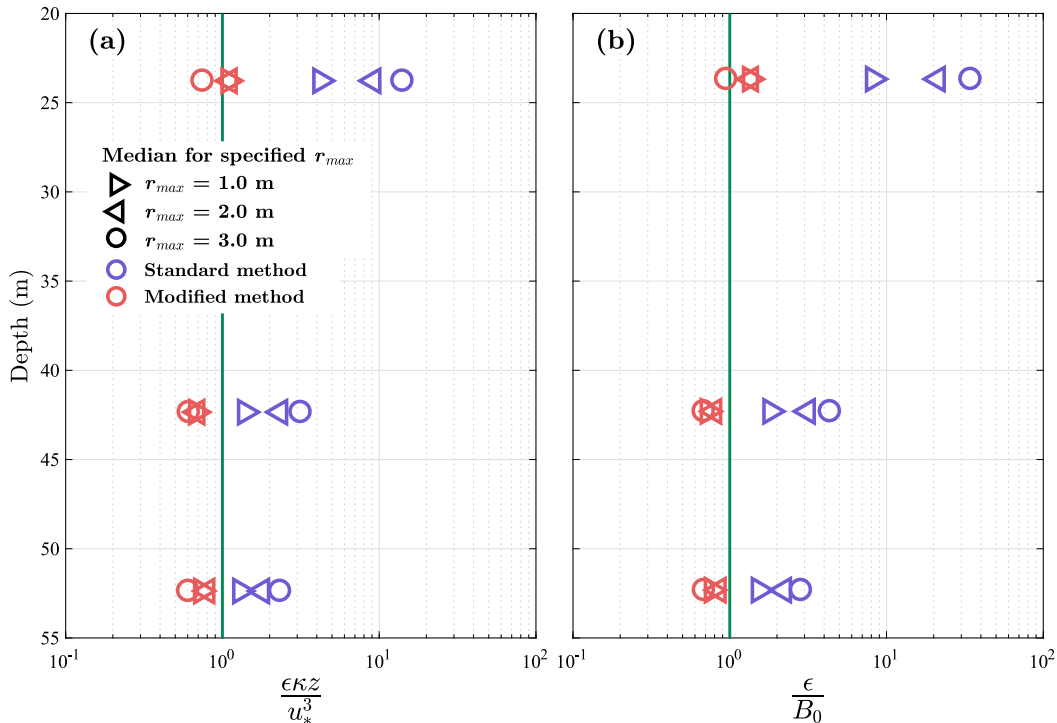 (a)
(b)
20
25
30
35
40
45
50
55
Depth (m)
Median for specified r_max
r_max = 1.0 m
r_max = 2.0 m
r_max = 3.0 m
Standard method
Modified method
10^-1
10^0
10^1
10^2
10^-1
10^0
10^1
10^2
ϵκz
u_*^3
ϵ
B_0